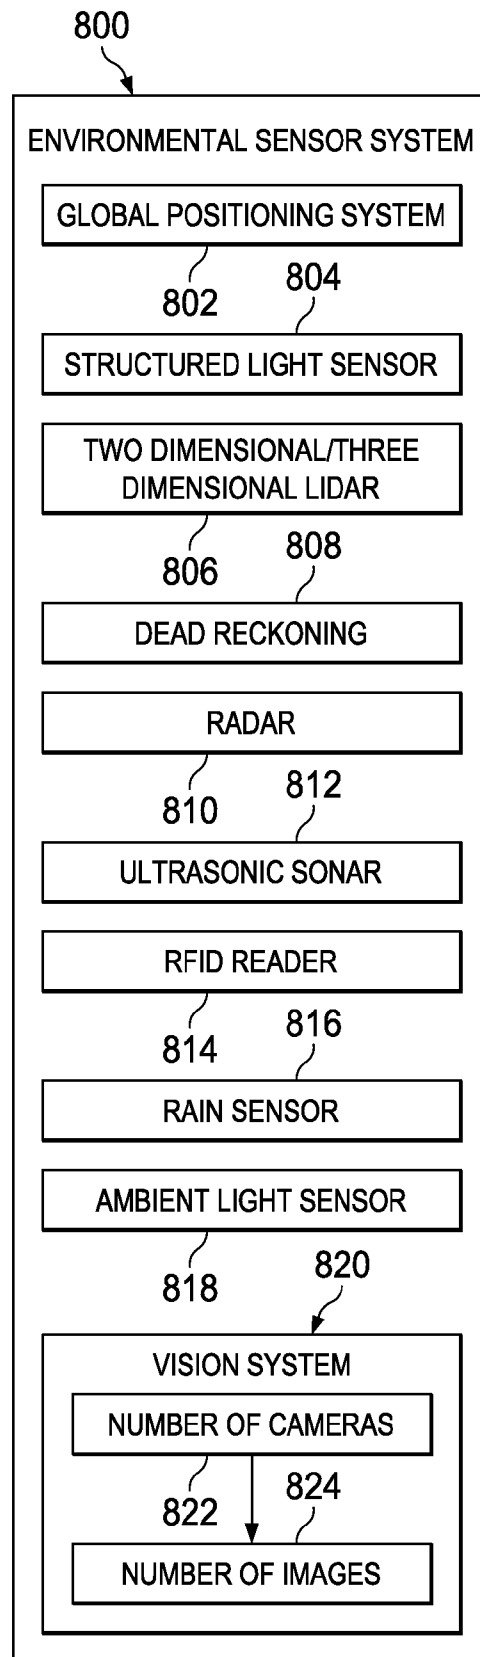 800
ENVIRONMENTAL SENSOR SYSTEM
GLOBAL POSITIONING SYSTEM
802
804
STRUCTURED LIGHT SENSOR
TWO DIMENSIONAL/THREE
DIMENSIONAL LIDAR
806
808
DEAD RECKONING
RADAR
810
812
ULTRASONIC SONAR
RFID READER
814
816
RAIN SENSOR
AMBIENT LIGHT SENSOR
818
820
VISION SYSTEM
NUMBER OF CAMERAS
822
824
NUMBER OF IMAGES